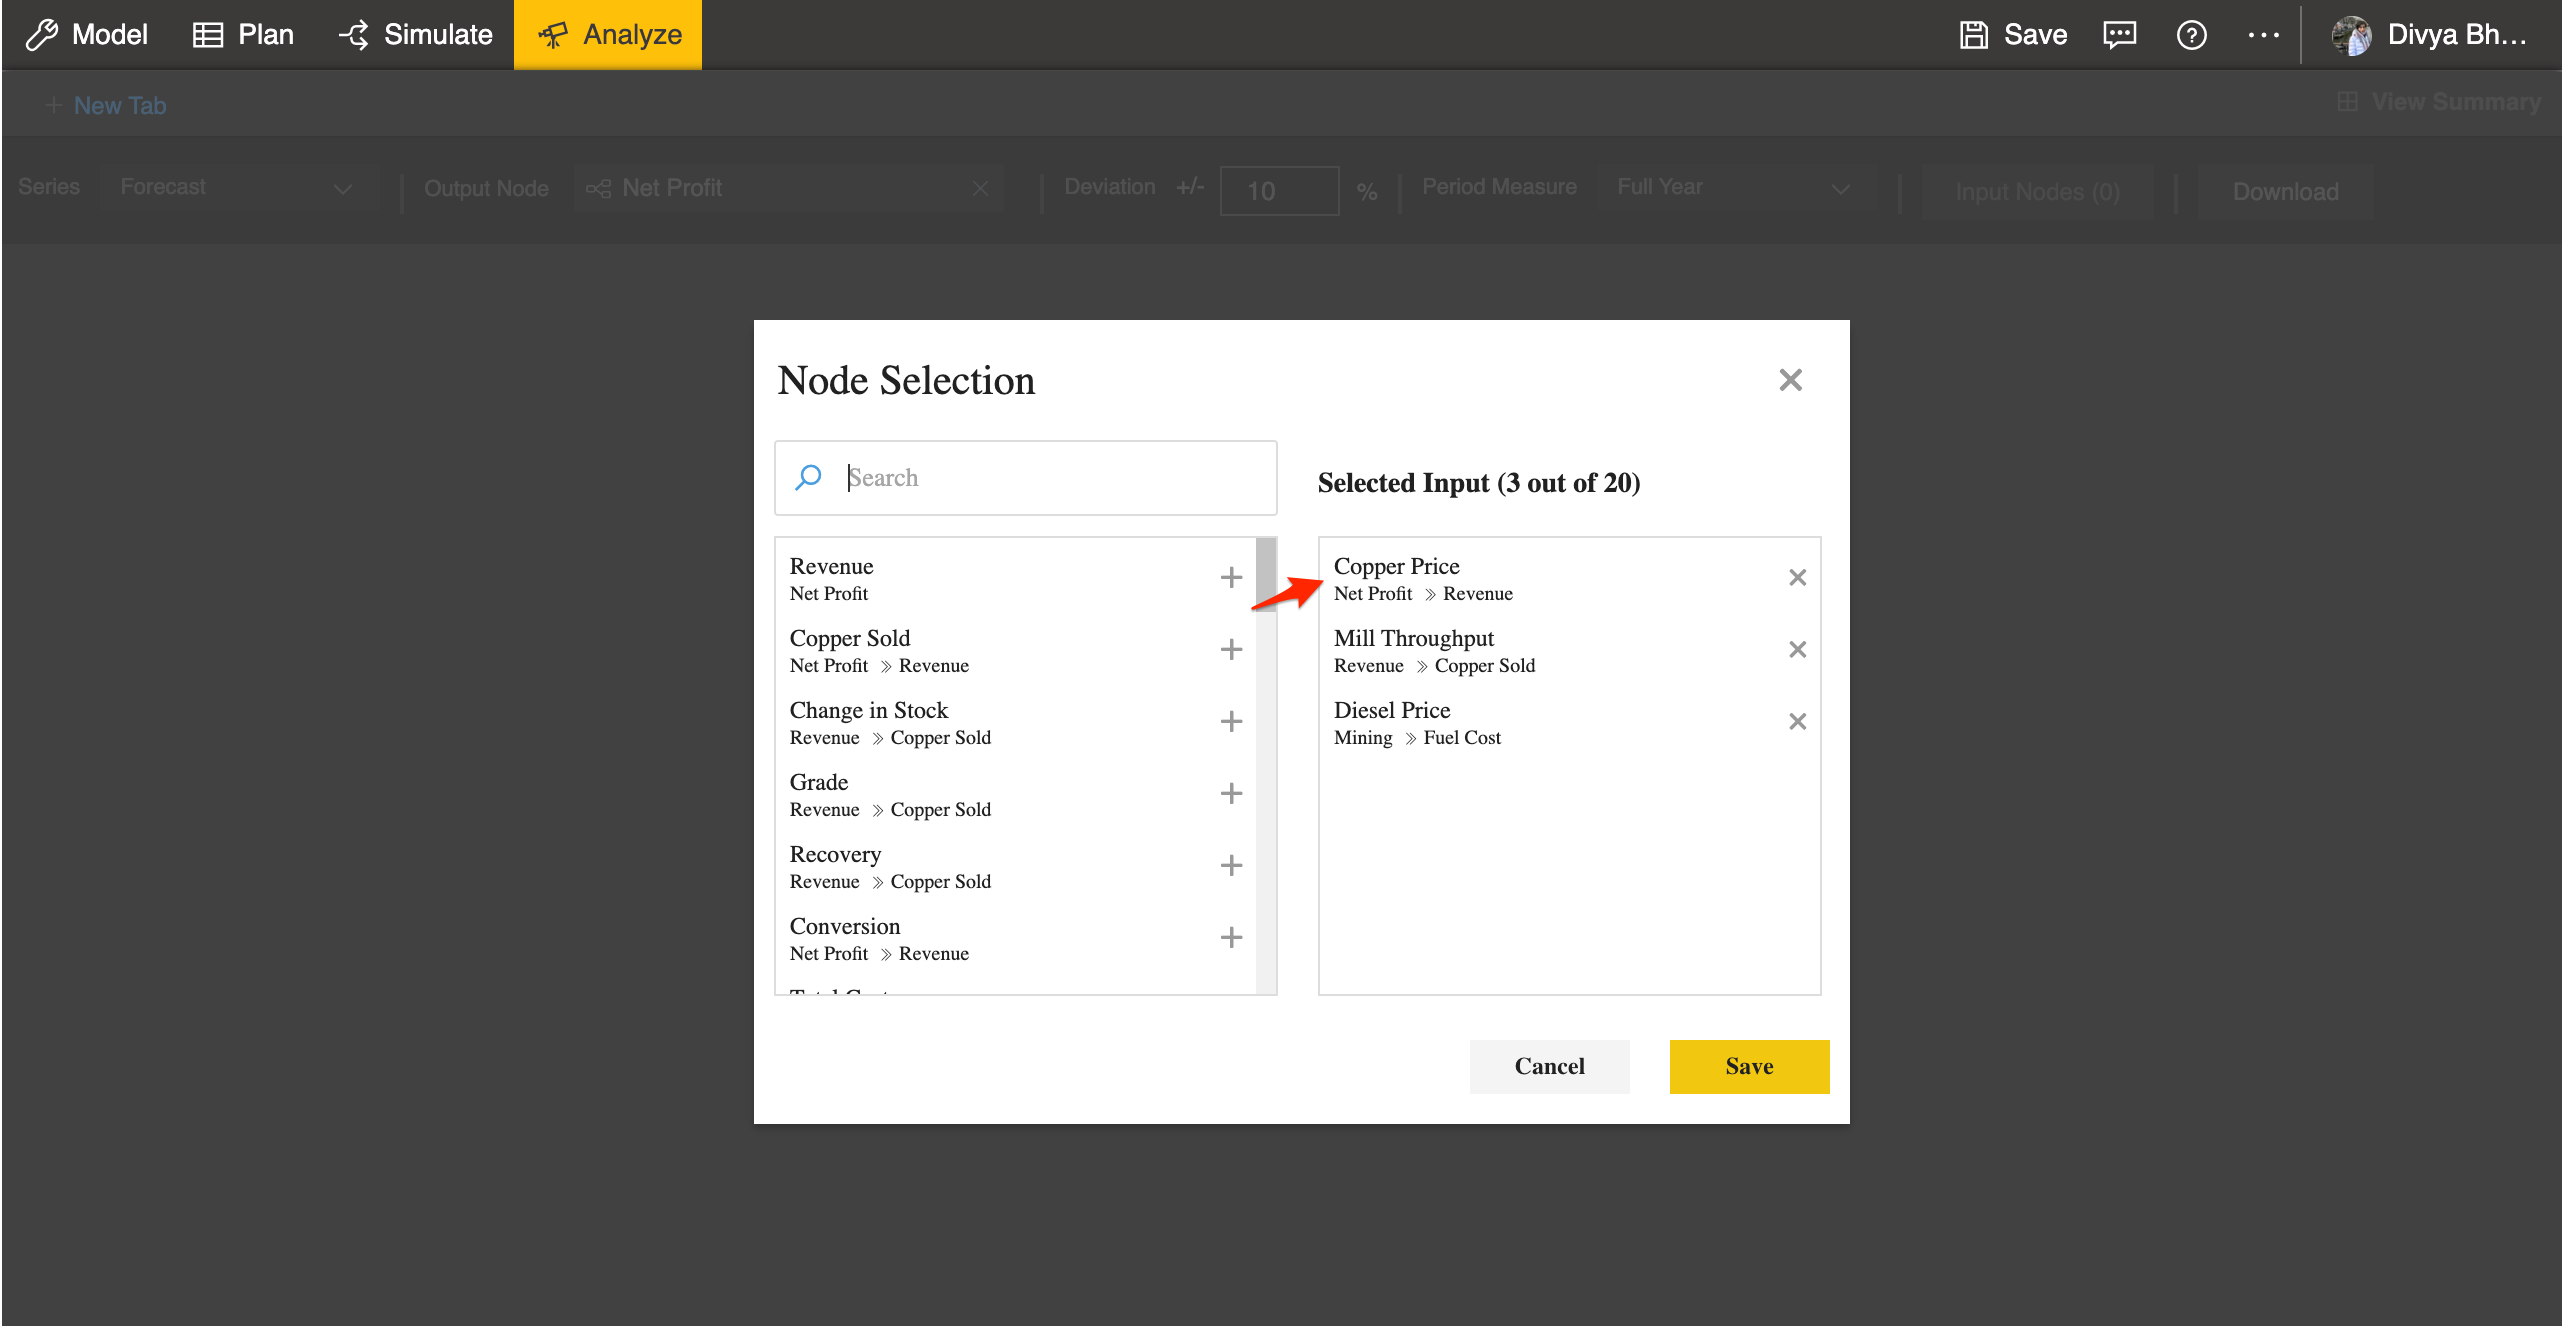 Model Plan Simulate Analyze Save Divya Bh...
+ New Tab View Summary
Series Forecast Output Node Net Profit Deviation +/- 10 % Period Measure Full Year Input Nodes (0) Download
Node Selection
Search
Selected Input (3 out of 20)
Revenue
Net Profit
Copper Sold
Net Profit » Revenue
Change in Stock
Revenue » Copper Sold
Grade
Revenue » Copper Sold
Recovery
Revenue » Copper Sold
Conversion
Net Profit » Revenue
Copper Price
Net Profit » Revenue
Mill Throughput
Revenue » Copper Sold
Diesel Price
Mining » Fuel Cost
Cancel Save